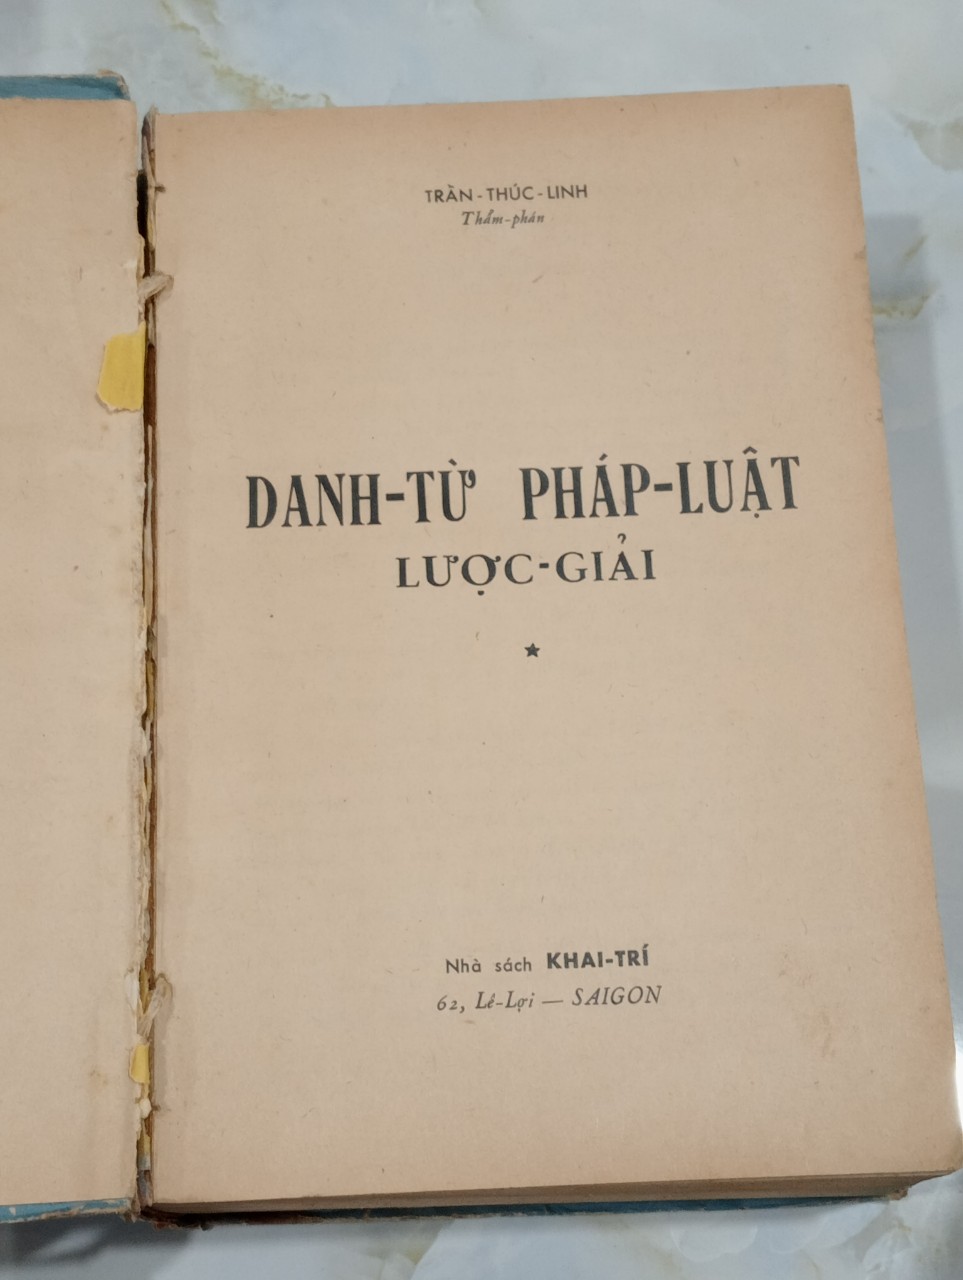 TRẦN-THÚC-LINH
Thẩm-phán
DANH-TỪ PHÁP-LUẬT
LƯỢC-GIẢI
Nhà sách KHAI-TRÍ
62, Lê-Lợi — SAIGON